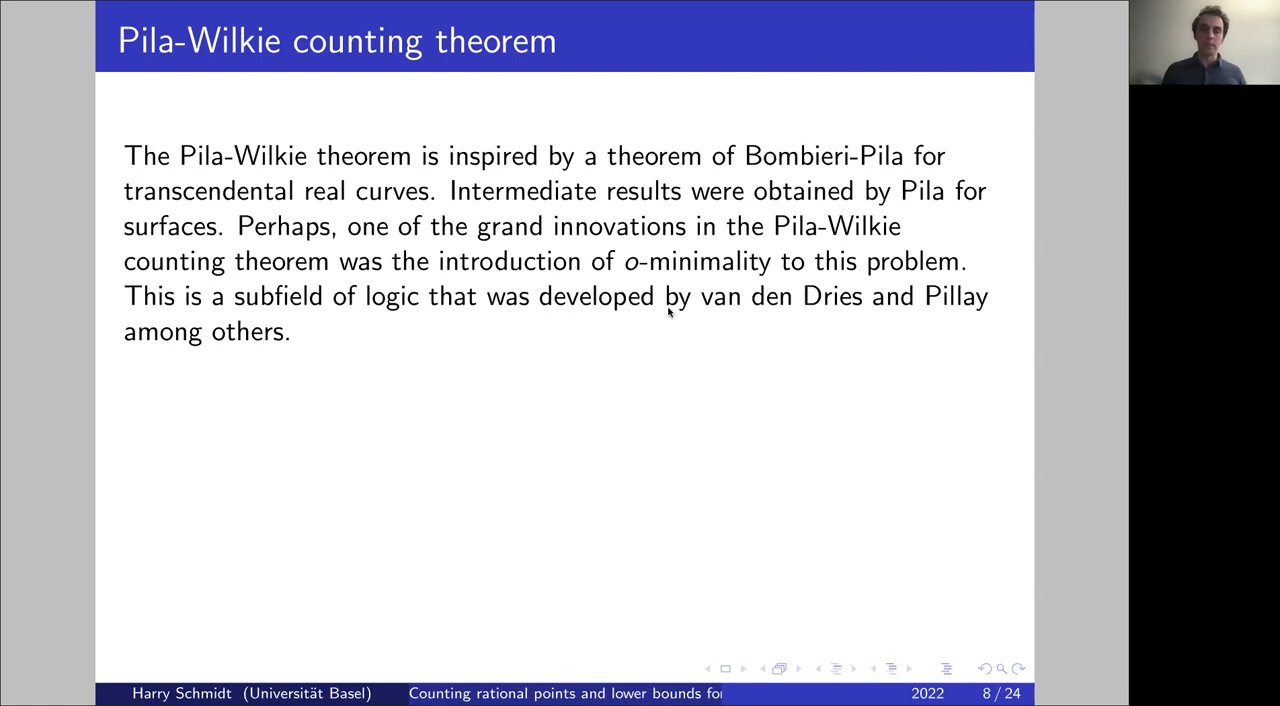 Pila-Wilkie counting theorem
The Pila-Wilkie theorem is inspired by a theorem of Bombieri-Pila for
transcendental real curves. Intermediate results were obtained by Pila for
surfaces. Perhaps, one of the grand innovations in the Pila-Wilkie
counting theorem was the introduction of o-minimality to this problem.
This is a subfield of logic that was developed by van den Dries and Pillay
among others.
Harry Schmidt (Universität Basel) Counting rational points and lower bounds for 2022 8 / 24